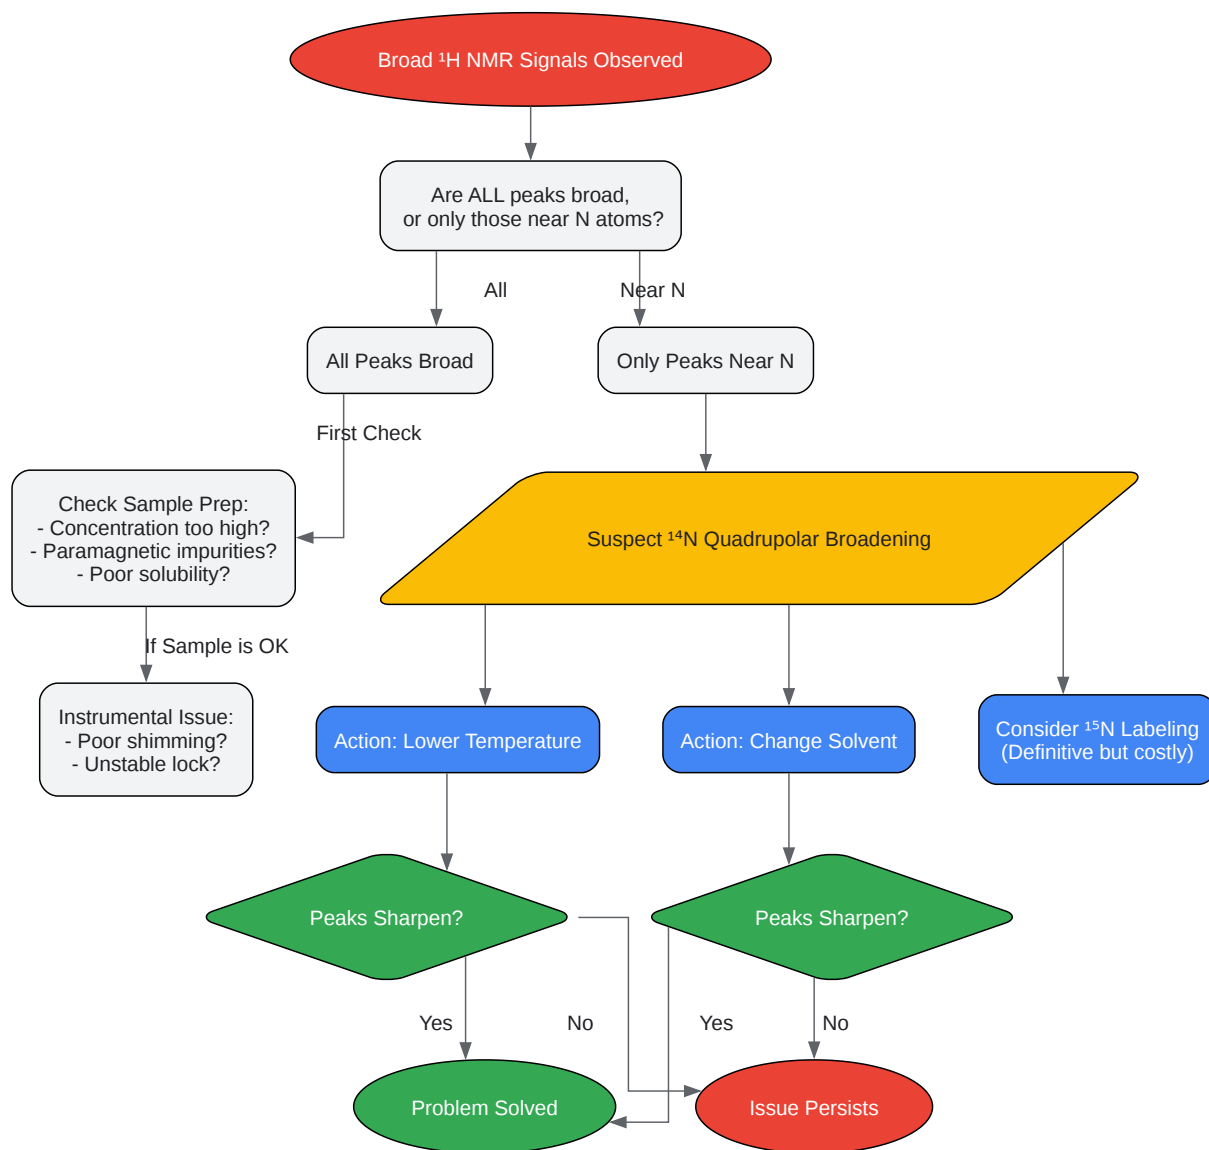 Broad ¹H NMR Signals Observed
Are ALL peaks broad,
or only those near N atoms?
All
Near N
All Peaks Broad
Only Peaks Near N
First Check
Check Sample Prep:
- Concentration too high?
- Paramagnetic impurities?
- Poor solubility?
Suspect ¹⁴N Quadrupolar Broadening
If Sample is OK
Instrumental Issue:
- Poor shimming?
- Unstable lock?
Action: Lower Temperature
Action: Change Solvent
Consider ¹⁵N Labeling
(Definitive but costly)
Peaks Sharpen?
Peaks Sharpen?
Yes
No
Yes
No
Problem Solved
Issue Persists